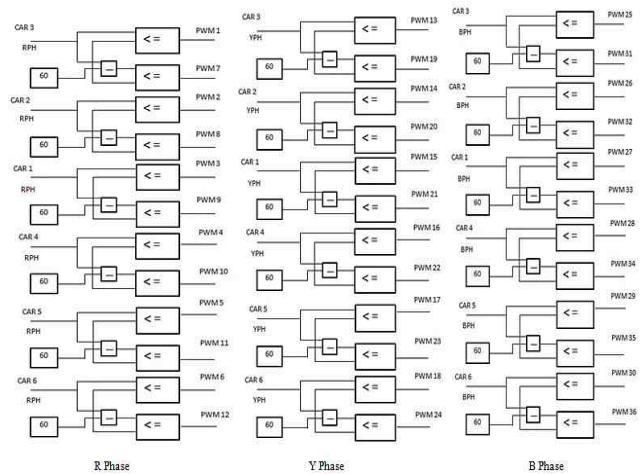 CAR 3
RPH
<=
PWM 1
60
—
<=
PWM 7
CAR 2
RPH
<=
PWM 2
60
—
<=
PWM 8
CAR 1
RPH
<=
PWM 3
60
—
<=
PWM 9
CAR 4
RPH
<=
PWM 4
60
—
<=
PWM 10
CAR 5
RPH
<=
PWM 5
60
—
<=
PWM 11
CAR 6
RPH
<=
PWM 6
60
—
<=
PWM 12
R Phase
CAR 3
YPH
<=
PWM 13
60
—
<=
PWM 19
CAR 2
YPH
<=
PWM 14
60
—
<=
PWM 20
CAR 1
YPH
<=
PWM 15
60
—
<=
PWM 21
CAR 4
YPH
<=
PWM 16
60
—
<=
PWM 22
CAR 5
YPH
<=
PWM 17
60
—
<=
PWM 23
CAR 6
YPH
<=
PWM 18
60
—
<=
PWM 24
Y Phase
CAR 3
BPH
<=
PWM 25
60
—
<=
PWM 31
CAR 2
BPH
<=
PWM 26
60
—
<=
PWM 32
CAR 1
BPH
<=
PWM 27
60
—
<=
PWM 33
CAR 4
BPH
<=
PWM 28
60
—
<=
PWM 34
CAR 5
BPH
<=
PWM 29
60
—
<=
PWM 35
CAR 6
BPH
<=
PWM 30
60
—
<=
PWM 36
B Phase